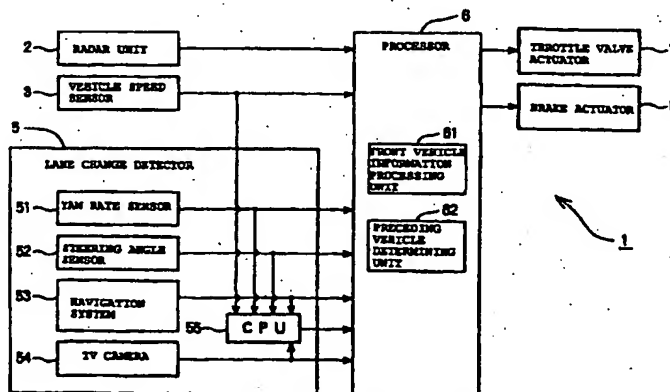 6
2
RADAR UNIT
PROCESSOR
THROTTLE VALVE
ACTUATOR
3
VEHICLE SPEED
SENSOR
BRAKE ACTUATOR
5
LANE CHANGE DETECTOR
61
FRONT VEHICLE
INFORMATION
PROCESSING
UNIT
51
YAW RATE SENSOR
62
PRECEDING
VEHICLE
DETERMINING
UNIT
1
52
STEERING ANGLE
SENSOR
53
NAVIGATION
SYSTEM
55
CPU
54
TV CAMERA